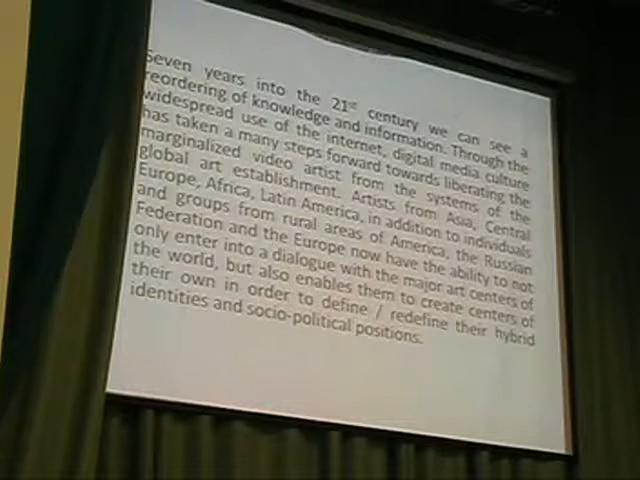 Seven years into the 21st century we can see a
reordering of knowledge and information. Through the
widespread use of the internet, digital media culture
has taken a many steps forward towards liberating the
marginalized video artist from the systems of the
global art establishment. Artists from Asia, Central
Europe, Africa, Latin America, in addition to individuals
and groups from rural areas of America, the Russian
Federation and the Europe now have the ability to not
only enter into a dialogue with the major art centers of
the world, but also enables them to create centers of
their own in order to define / redefine their hybrid
identities and socio-political positions.